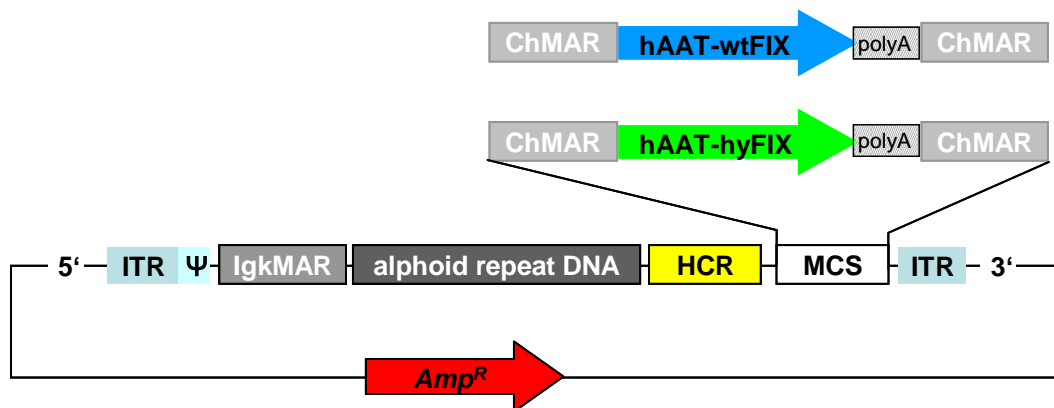 ChMAR hAAT-wtFIX polyA ChMAR
ChMAR hAAT-hyFIX polyA ChMAR
5‘ ITR Ψ IgkMAR alphoid repeat DNA HCR MCS ITR 3‘
Amp^R